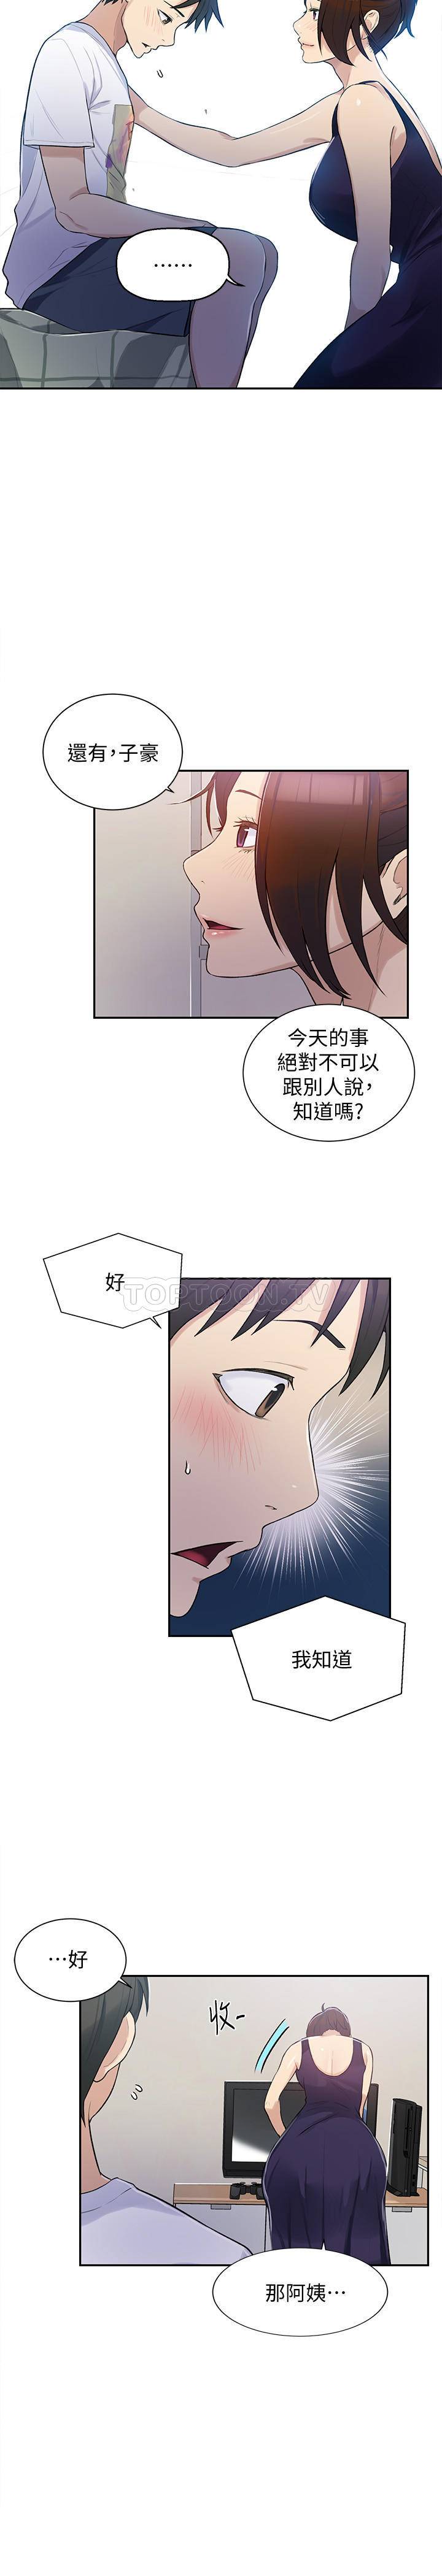 ……
還有，子豪
今天的事
絕對不可以
跟別人說，
知道嗎?
好
TOPTOON.TV
我知道
…好
收-
那阿姨…